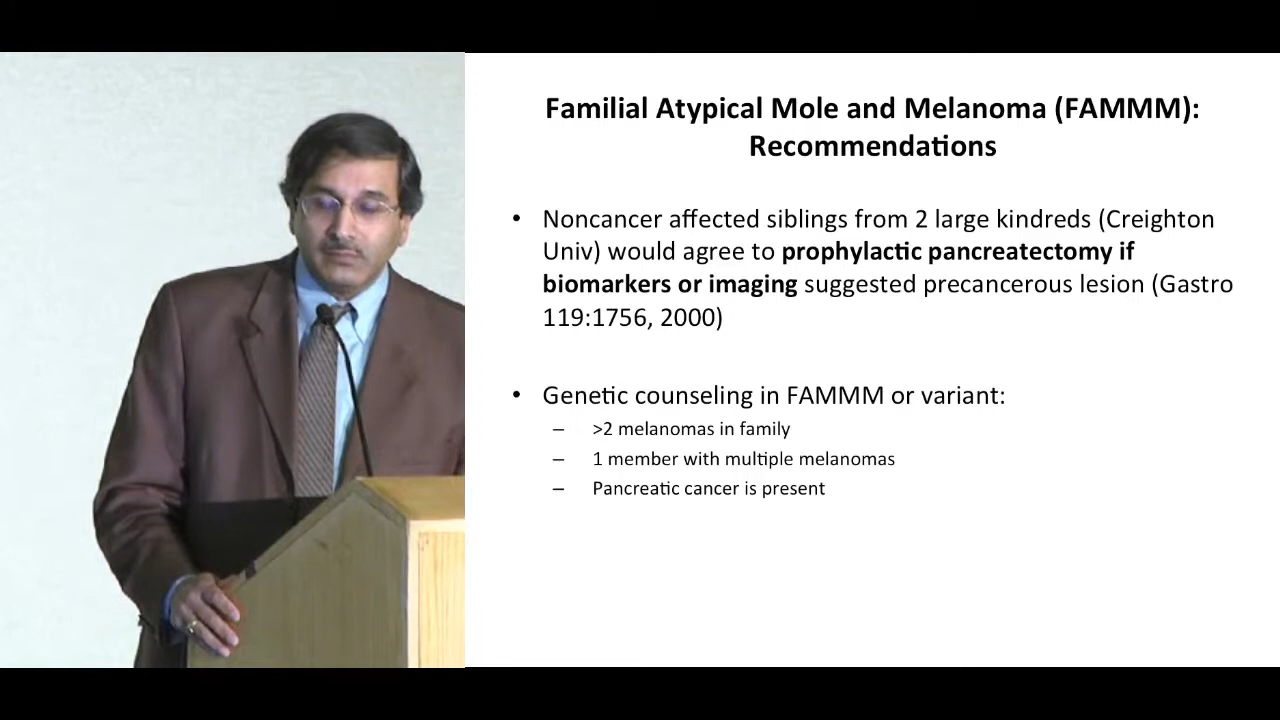 Familial Atypical Mole and Melanoma (FAMMM):
Recommendations
• Noncancer affected siblings from 2 large kindreds (Creighton
Univ) would agree to prophylactic pancreatectomy if
biomarkers or imaging suggested precancerous lesion (Gastro
119:1756, 2000)
• Genetic counseling in FAMMM or variant:
– >2 melanomas in family
– 1 member with multiple melanomas
– Pancreatic cancer is present